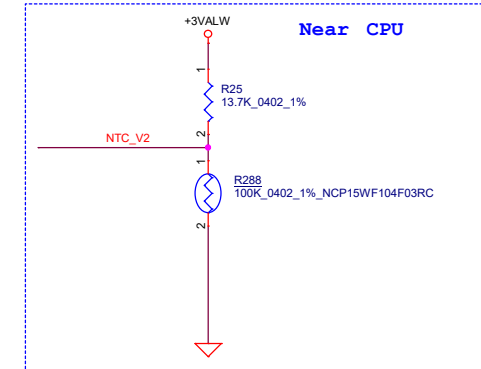 +3VALW
Near CPU
1
R25
13.7K_0402_1%
2
NTC_V2
1
R288
100K_0402_1%_NCP15WF104F03RC
2